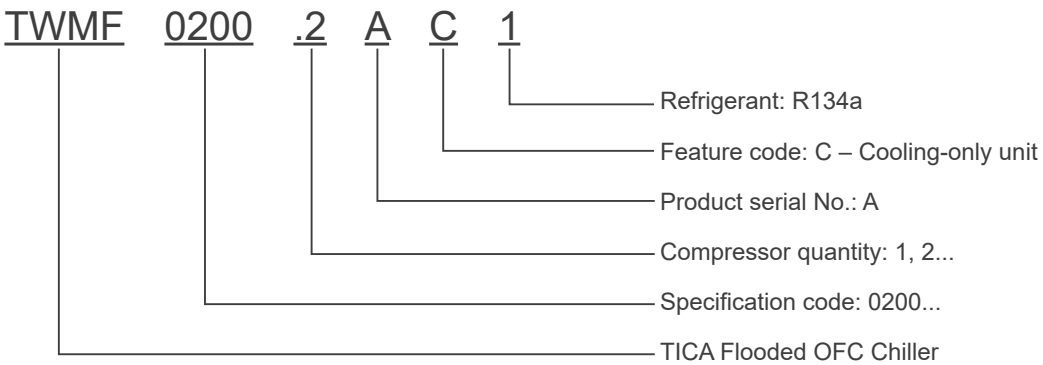 TWMF 0200 .2 A C 1
Refrigerant: R134a
Feature code: C – Cooling-only unit
Product serial No.: A
Compressor quantity: 1, 2...
Specification code: 0200...
TICA Flooded OFC Chiller